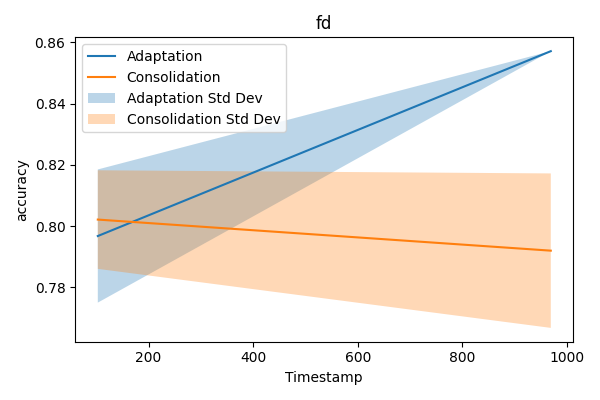 fd
0.86
0.84
0.82
0.80
0.78
accuracy
Adaptation
Consolidation
Adaptation Std Dev
Consolidation Std Dev
200
400
600
800
1000
Timestamp